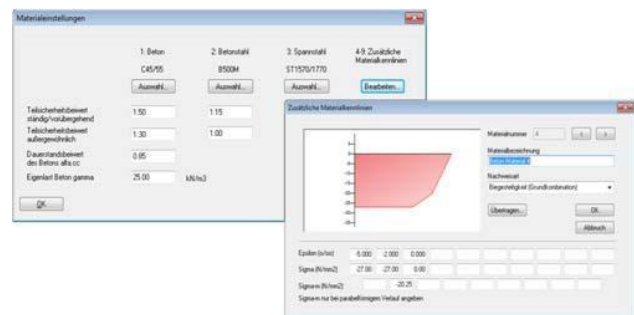 Materialeinstellungen
1: Beton
2: Betonstahl
3: Spannstahl
4-9: Zusätzliche
Materialkennlinien
C45/55
B500M
ST1570/1770
Auswahl...
Auswahl...
Auswahl...
Bearbeiten...
Teilsicherheitsbeiwert
ständig/vorübergehend
1.50
1.15
Teilsicherheitsbeiwert
außergewöhnlich
1.30
1.00
Dauerstandsbeiwert
des Betons alfa.cc
0.85
Eigenlast Beton gamma
25.00
kN/m3
OK
Zusätzliche Materialkennlinien
Materialnummer
4
<
>
Materialbezeichnung
Beton Material 4
Nachweisart
Biegesteifigkeit (Grundkombination)
Übertragen...
OK
Abbruch
Epsilon (o/oo)
-5.000
-2.000
0.000
Sigma (N/mm2)
-27.00
-27.00
0.00
Sigma-m (N/mm2)
-20.25
Sigma-m nur bei parabelförmigem Verlauf angeben